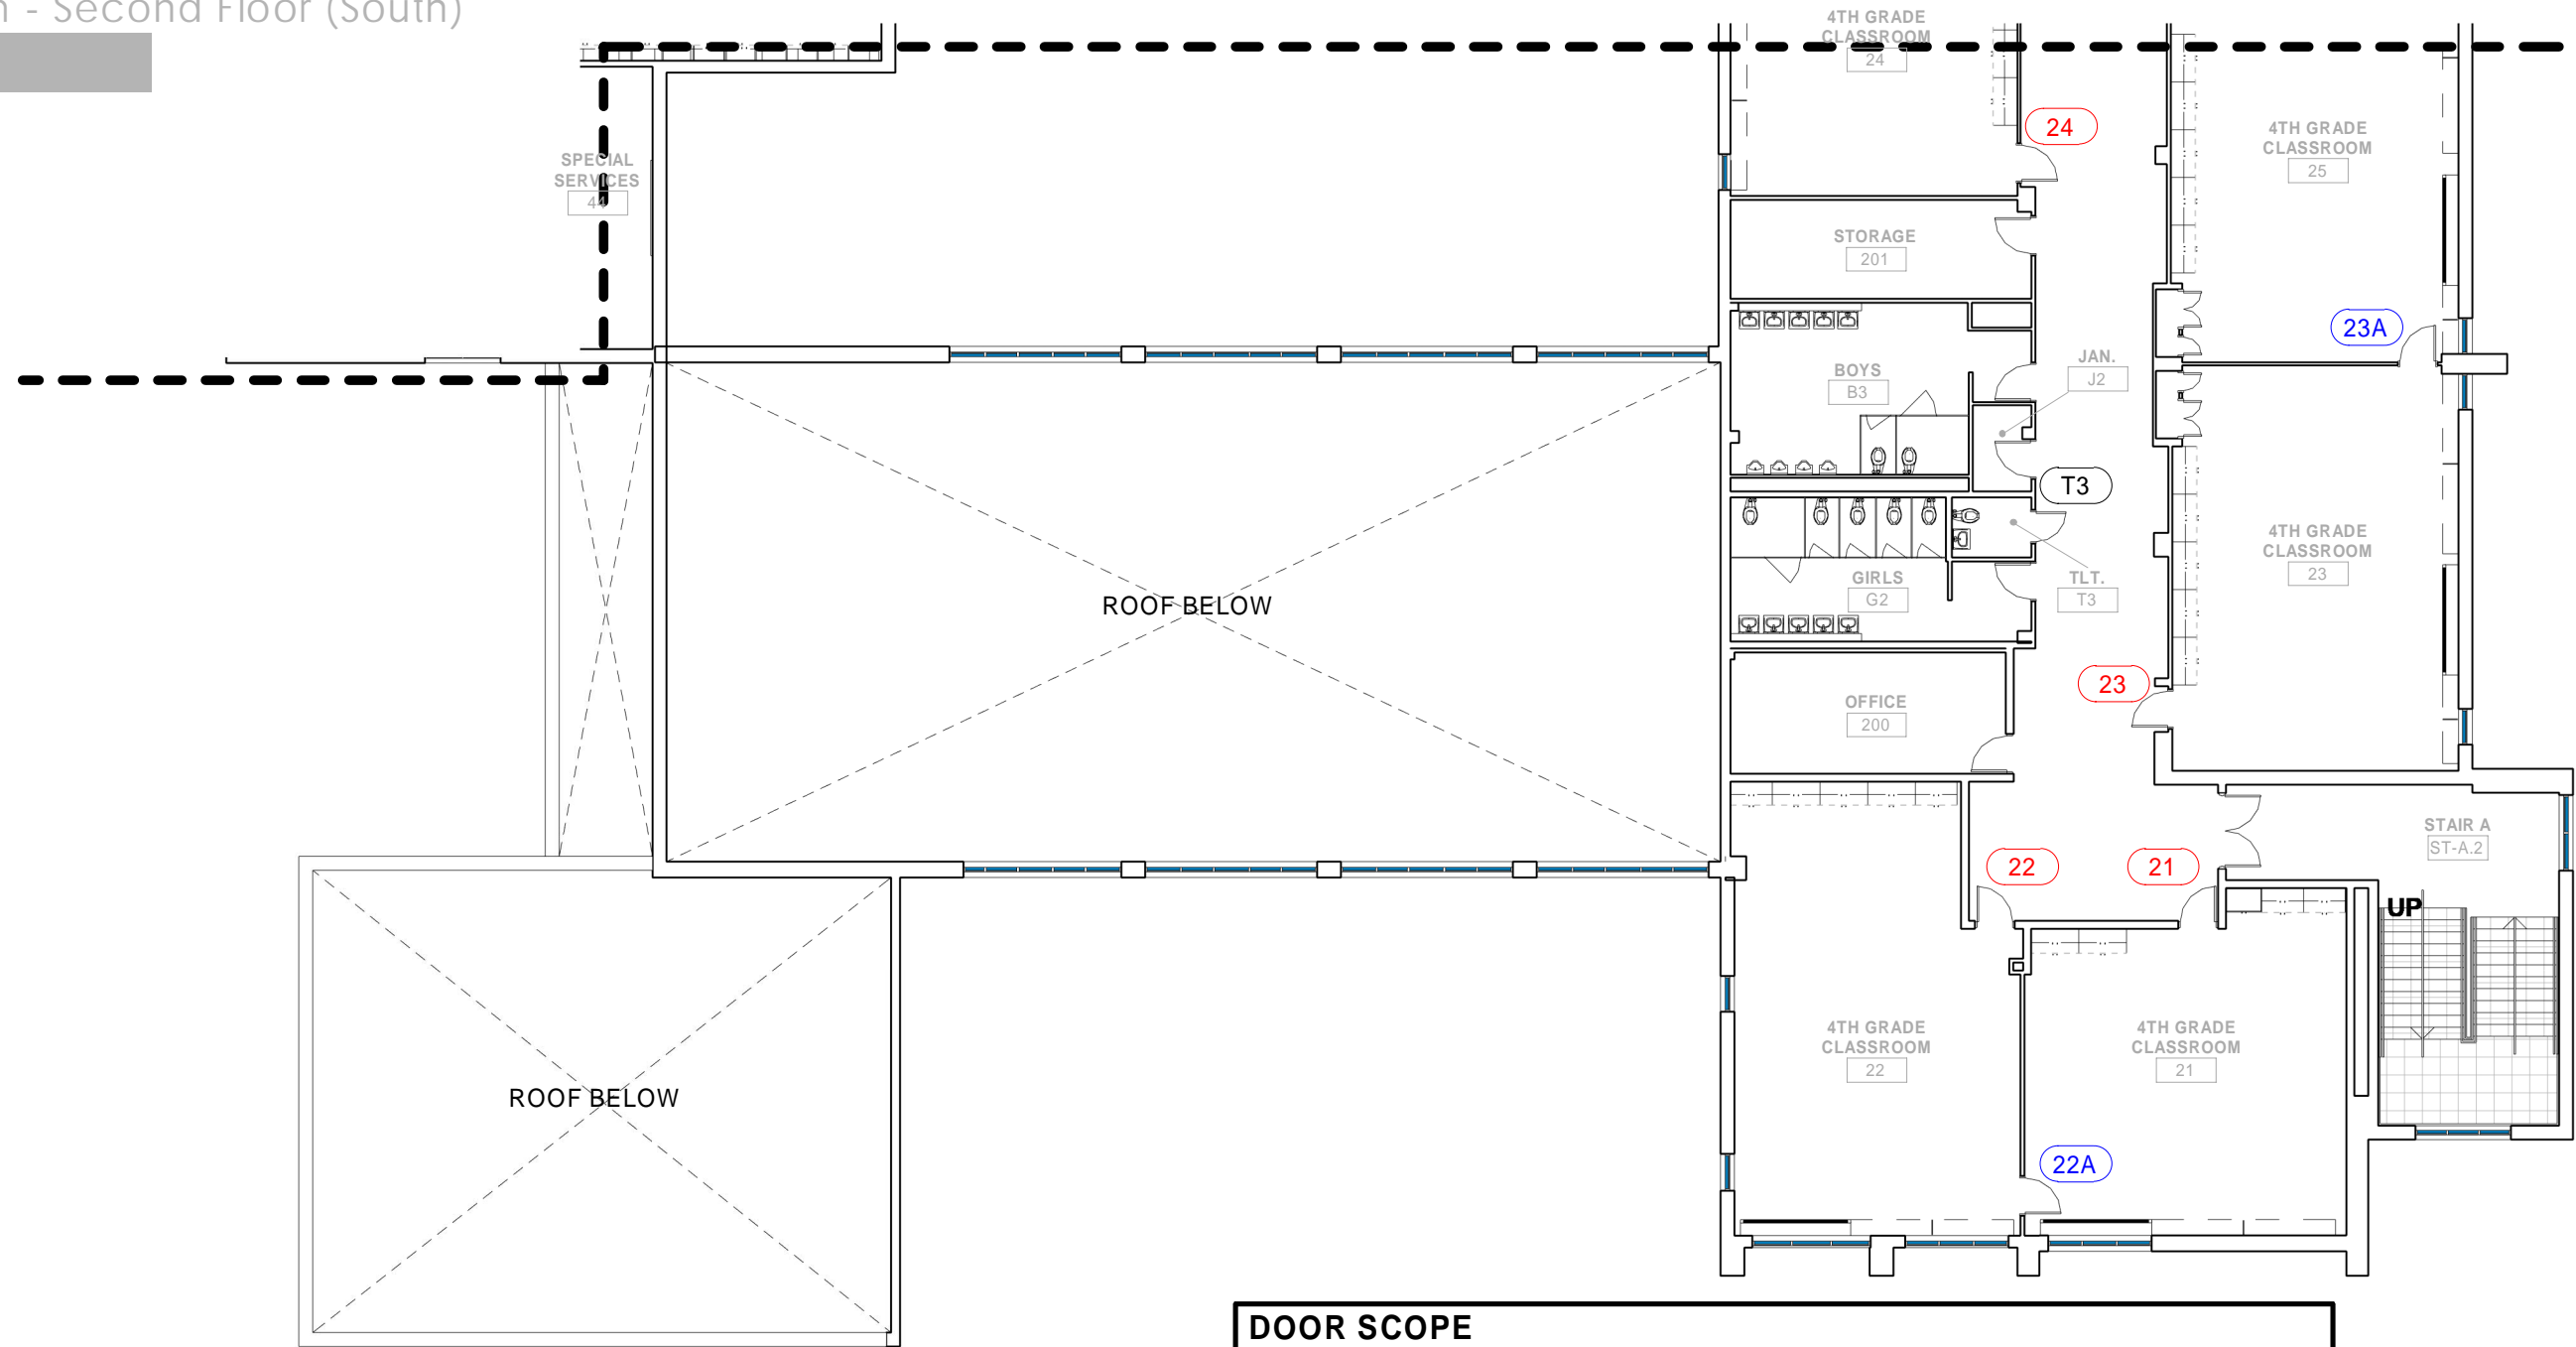 - Second Floor (South)
4TH GRADE
CLASSROOM
24
24
4TH GRADE
CLASSROOM
25
SPECIAL
SERVICES
44
STORAGE
201
23A
JAN.
J2
BOYS
B3
T3
4TH GRADE
CLASSROOM
23
GIRLS
G2
TLT.
T3
ROOF BELOW
23
OFFICE
200
STAIR A
ST-A.2
22
21
UP
4TH GRADE
CLASSROOM
22
4TH GRADE
CLASSROOM
21
ROOF BELOW
22A
DOOR SCOPE